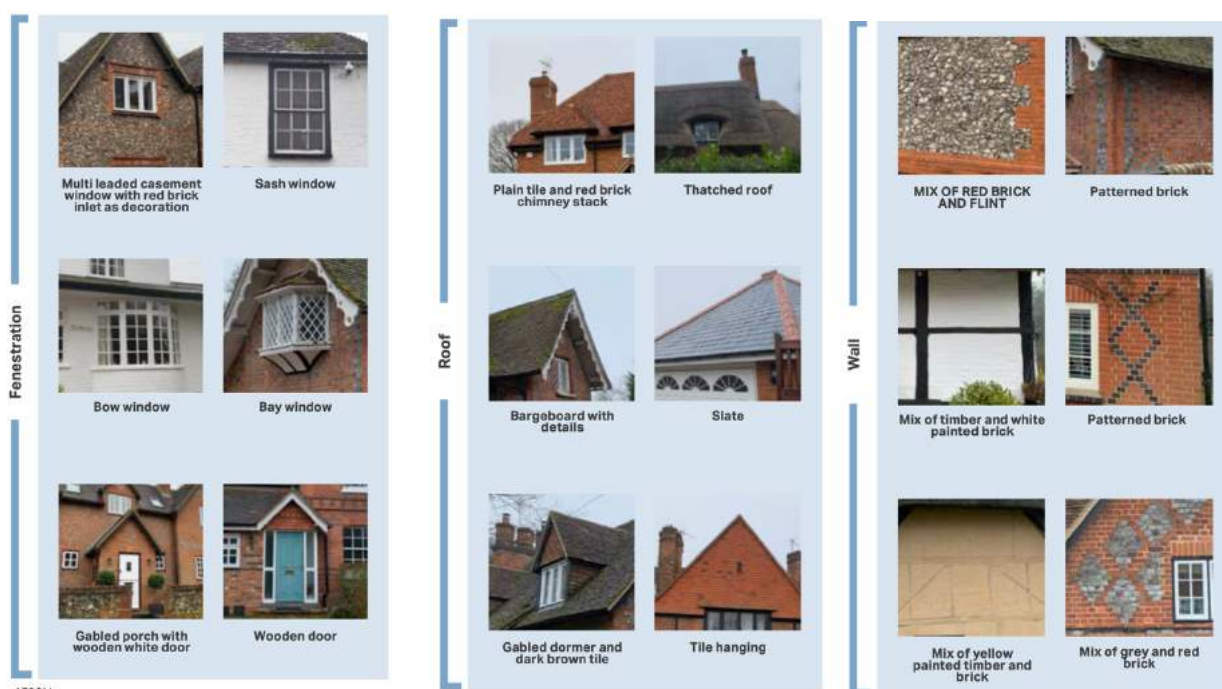 Fenestration
Multi leaded casement
window with red brick
inlet as decoration
Sash window
Bow window
Bay window
Gabled porch with
wooden white door
Wooden door
Roof
Plain tile and red brick
chimney stack
Thatched roof
Bargeboard with
details
Slate
Gabled dormer and
dark brown tile
Tile hanging
Wall
MIX OF RED BRICK
AND FLINT
Patterned brick
Mix of timber and white
painted brick
Patterned brick
Mix of yellow
painted timber and
brick
Mix of grey and red
brick